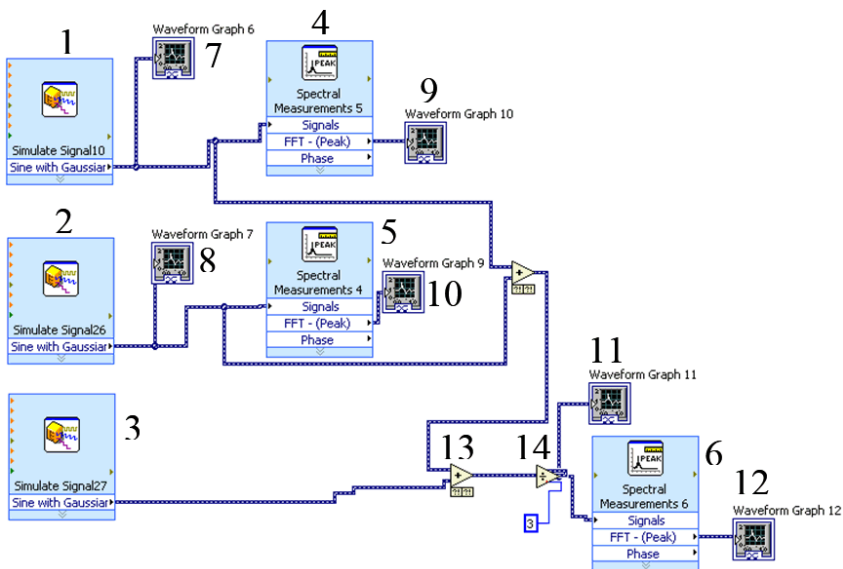 1
Waveform Graph 6
7
4
PEAK
Spectral
Measurements 5
Signals
FFT - (Peak)
Phase
9
Waveform Graph 10
Simulate Signal10
Sine with Gaussian
2
Waveform Graph 7
8
PEAK
Spectral
Measurements 4
Signals
FFT - (Peak)
Phase
5
Waveform Graph 9
10
+
?! ?!
Simulate Signal26
Sine with Gaussian
11
Waveform Graph 11
3
Simulate Signal27
Sine with Gaussian
13
+
?! ?!
14
÷
3
PEAK
Spectral
Measurements 6
Signals
FFT - (Peak)
Phase
6
12
Waveform Graph 12